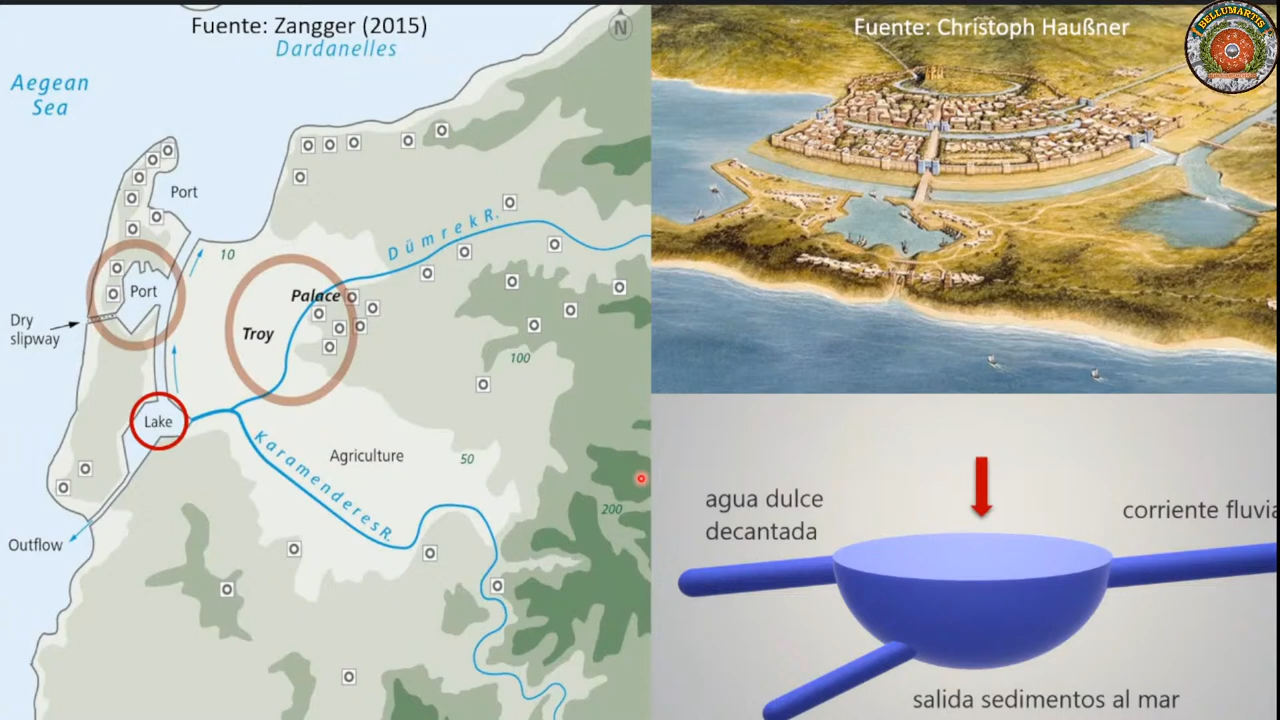 Fuente: Zangger (2015)
Dardanelles
N
Aegean
Sea
Port
10
Dümrek R.
Port
Palace
Troy
Dry
slipway
100
Lake
Karamenderes R.
Agriculture
50
200
Outflow
Fuente: Christoph Haußner
BELLUMARTIS
agua dulce
decantada
corriente fluvia
salida sedimentos al mar